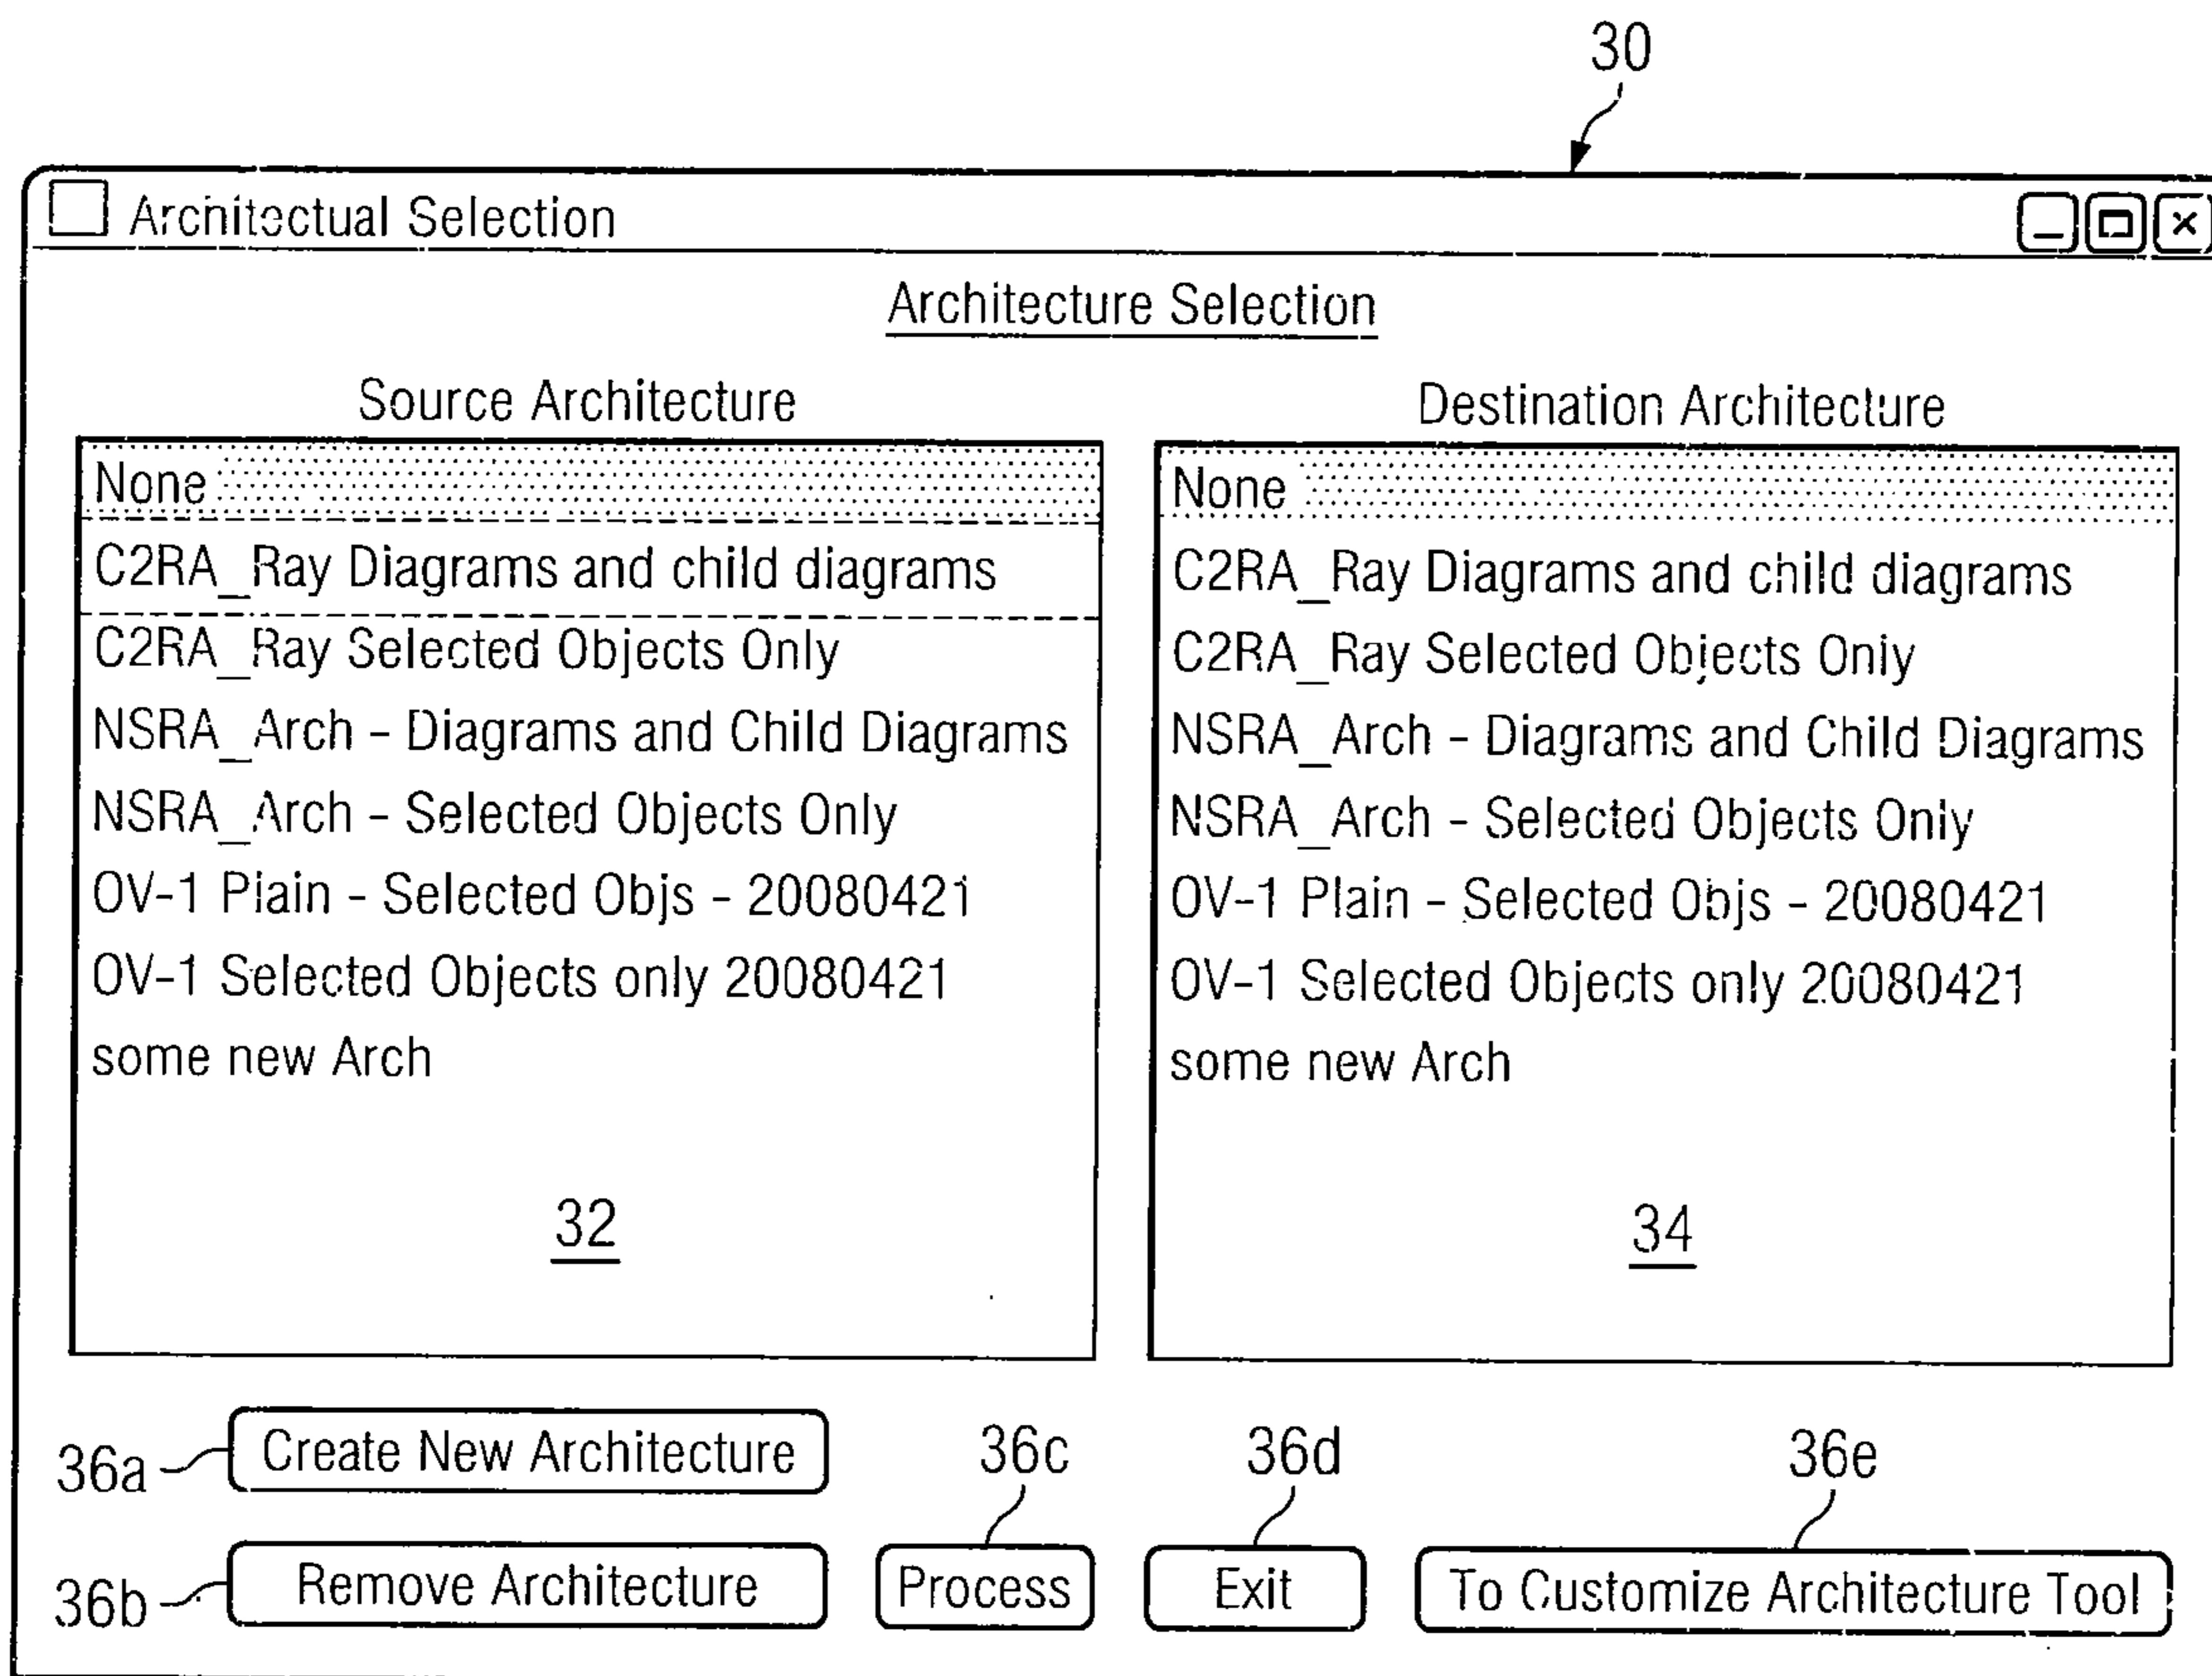 30
Architectual Selection
Architecture Selection
Source Architecture
None
C2RA_Ray Diagrams and child diagrams
C2RA_Ray Selected Objects Only
NSRA_Arch - Diagrams and Child Diagrams
NSRA_Arch - Selected Objects Only
OV-1 Plain - Selected Objs - 20080421
OV-1 Selected Objects only 20080421
some new Arch
32
Destination Architecture
None
C2RA_Ray Diagrams and child diagrams
C2RA_Ray Selected Objects Only
NSRA_Arch - Diagrams and Child Diagrams
NSRA_Arch - Selected Objects Only
OV-1 Plain - Selected Objs - 20080421
OV-1 Selected Objects only 20080421
some new Arch
34
36a
Create New Architecture
36c
36d
36e
36b
Remove Architecture
Process
Exit
To Customize Architecture Tool